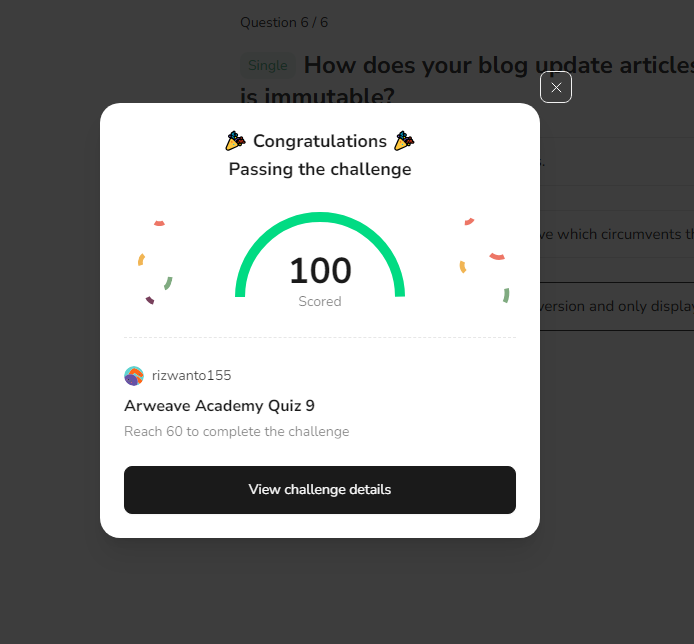 Question 6 / 6
Single How does your blog update articles
is immutable?
Congratulations
Passing the challenge
100
Scored
ve which circumvents
version and only display
rizwanto155
Arweave Academy Quiz 9
Reach 60 to complete the challenge
View challenge details